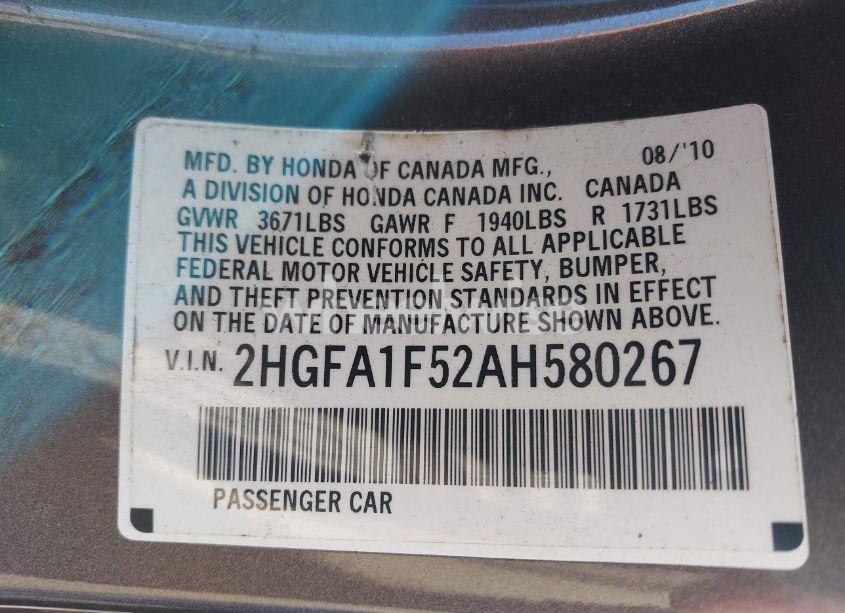 MFD. BY HONDA OF CANADA MFG., 08/'10
A DIVISION OF HONDA CANADA INC. CANADA
GVWR 3671LBS GAWR F 1940LBS R 1731LBS
THIS VEHICLE CONFORMS TO ALL APPLICABLE
FEDERAL MOTOR VEHICLE SAFETY, BUMPER,
AND THEFT PREVENTION STANDARDS IN EFFECT
ON THE DATE OF MANUFACTURE SHOWN ABOVE.
V.I.N. 2HGFA1F52AH580267
PASSENGER CAR